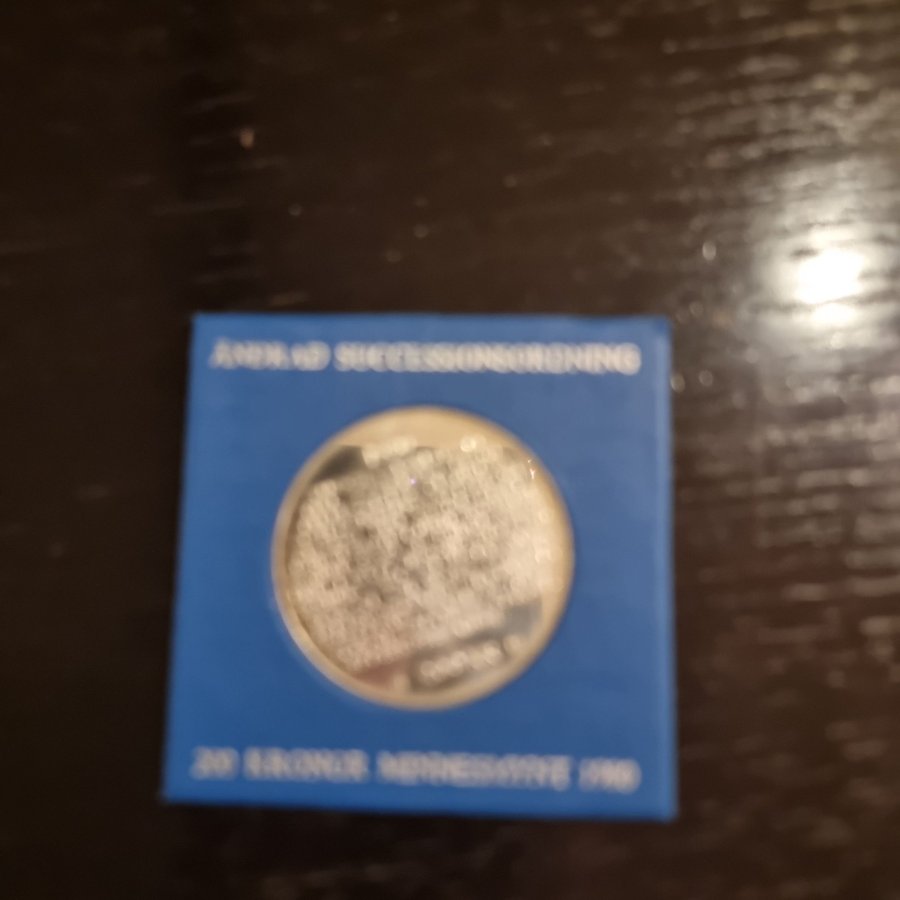 ÄNDRAD SUCCESSIONSORDNING
200 KRONOR MINNESMYNT 1980